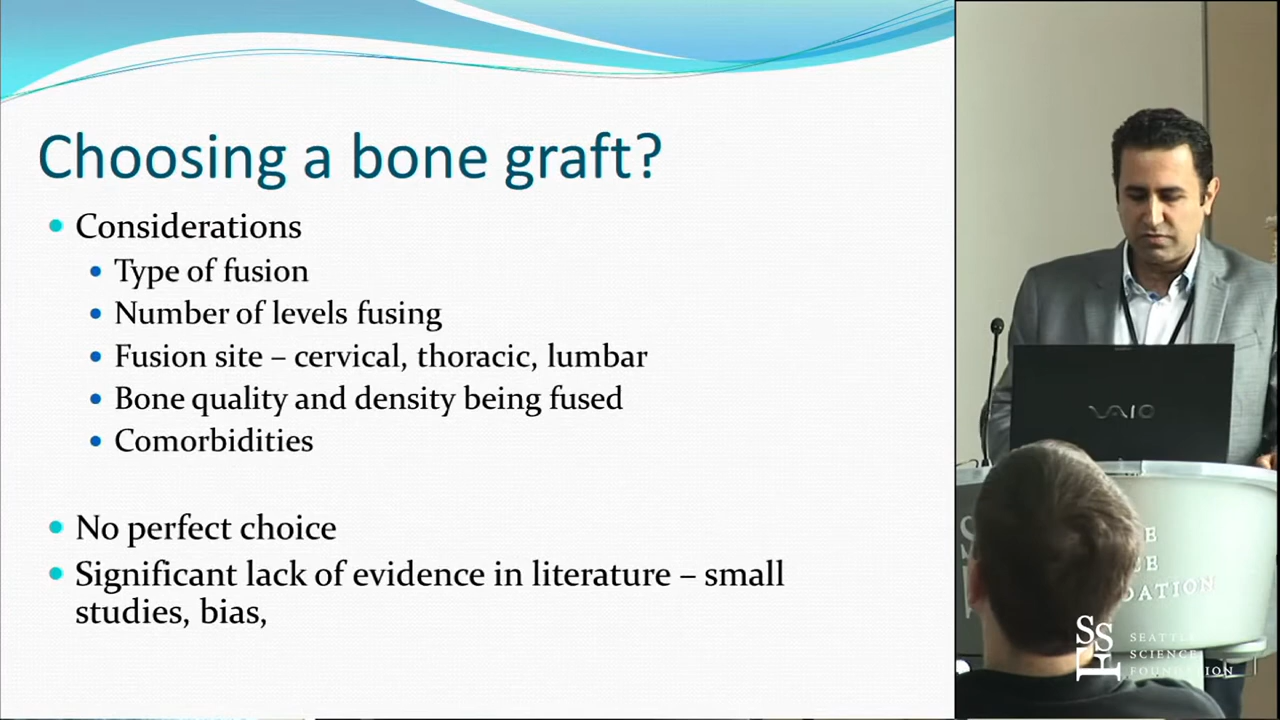 Choosing a bone graft?
Considerations
Type of fusion
Number of levels fusing
Fusion site – cervical, thoracic, lumbar
Bone quality and density being fused
Comorbidities
No perfect choice
Significant lack of evidence in literature – small
studies, bias,
VAIO
SSF
SEATTLE
SCIENCE
FOUNDATION